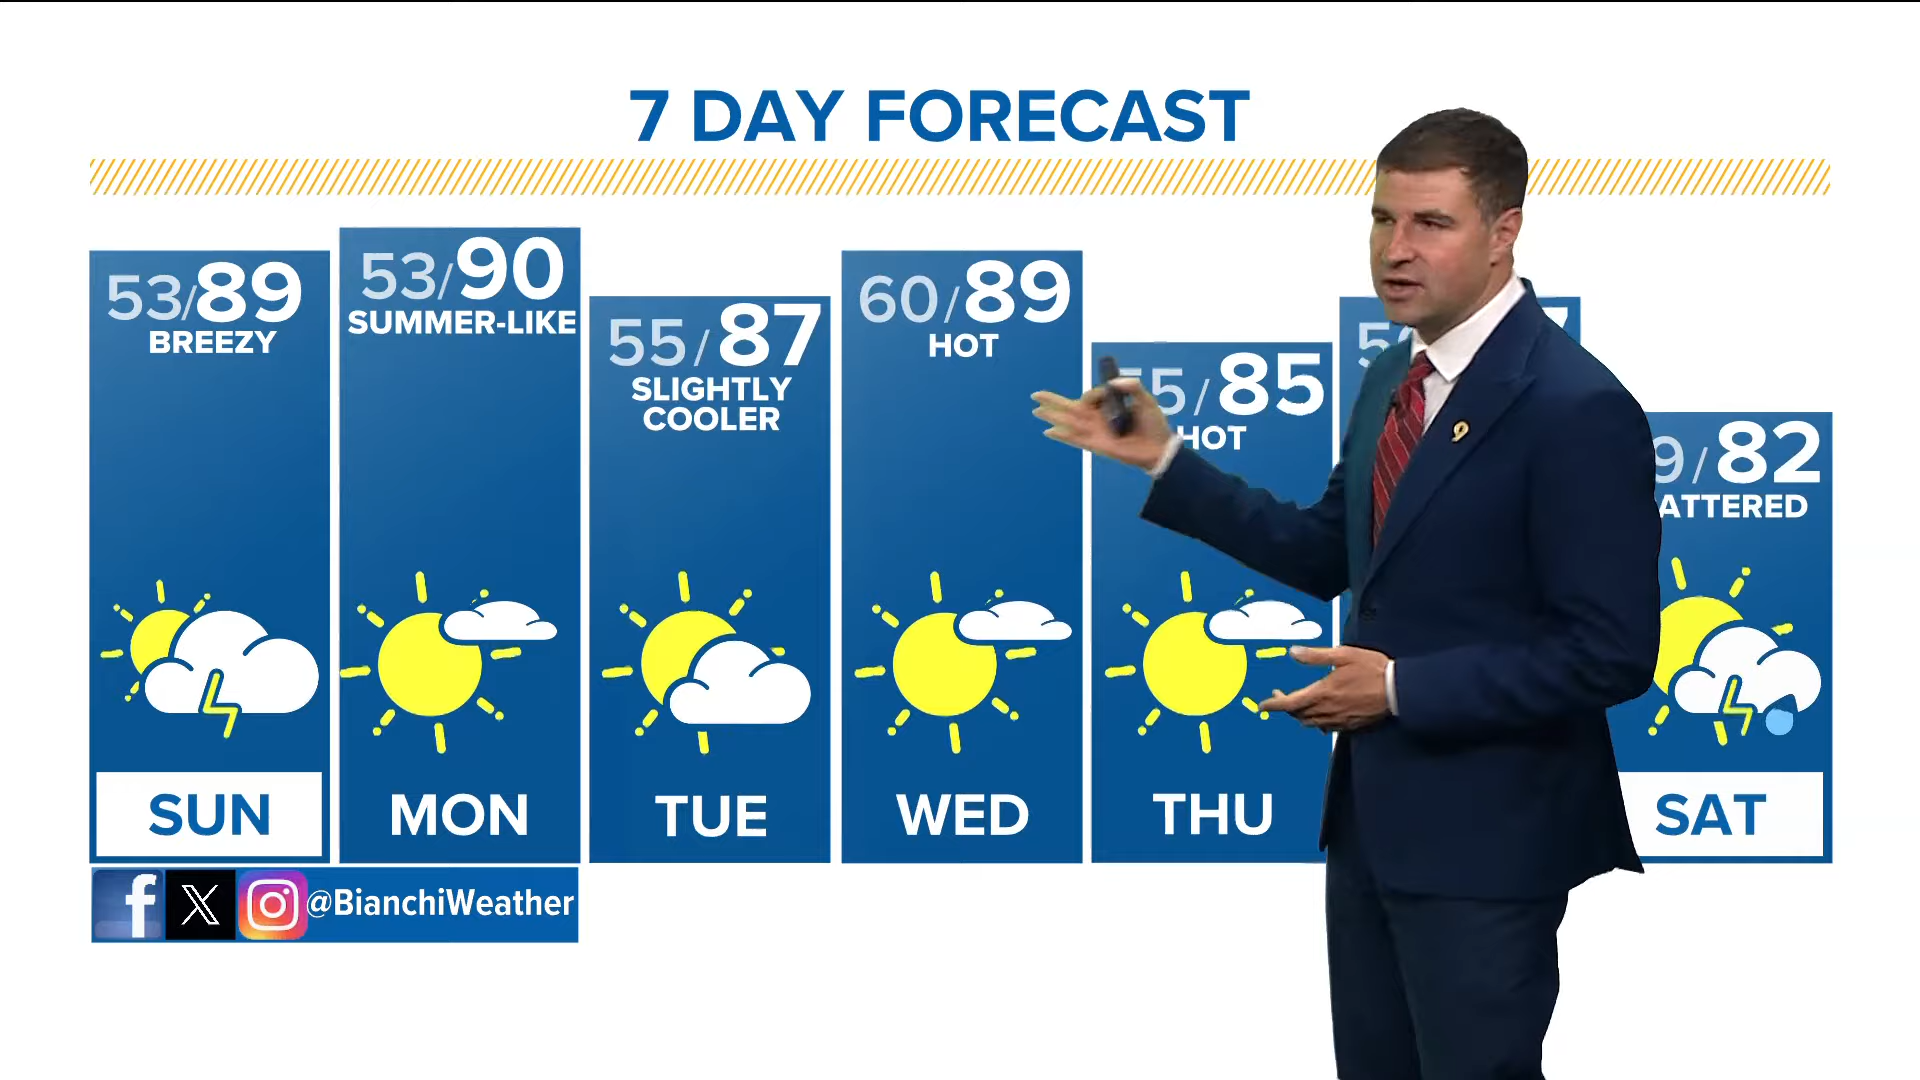 7 DAY FORECAST
53/89
BREEZY
SUN
53/90
SUMMER-LIKE
MON
55/87
SLIGHTLY
COOLER
TUE
60/89
HOT
WED
/85
HOT
THU
/82
SAT
@BianchiWeather
9